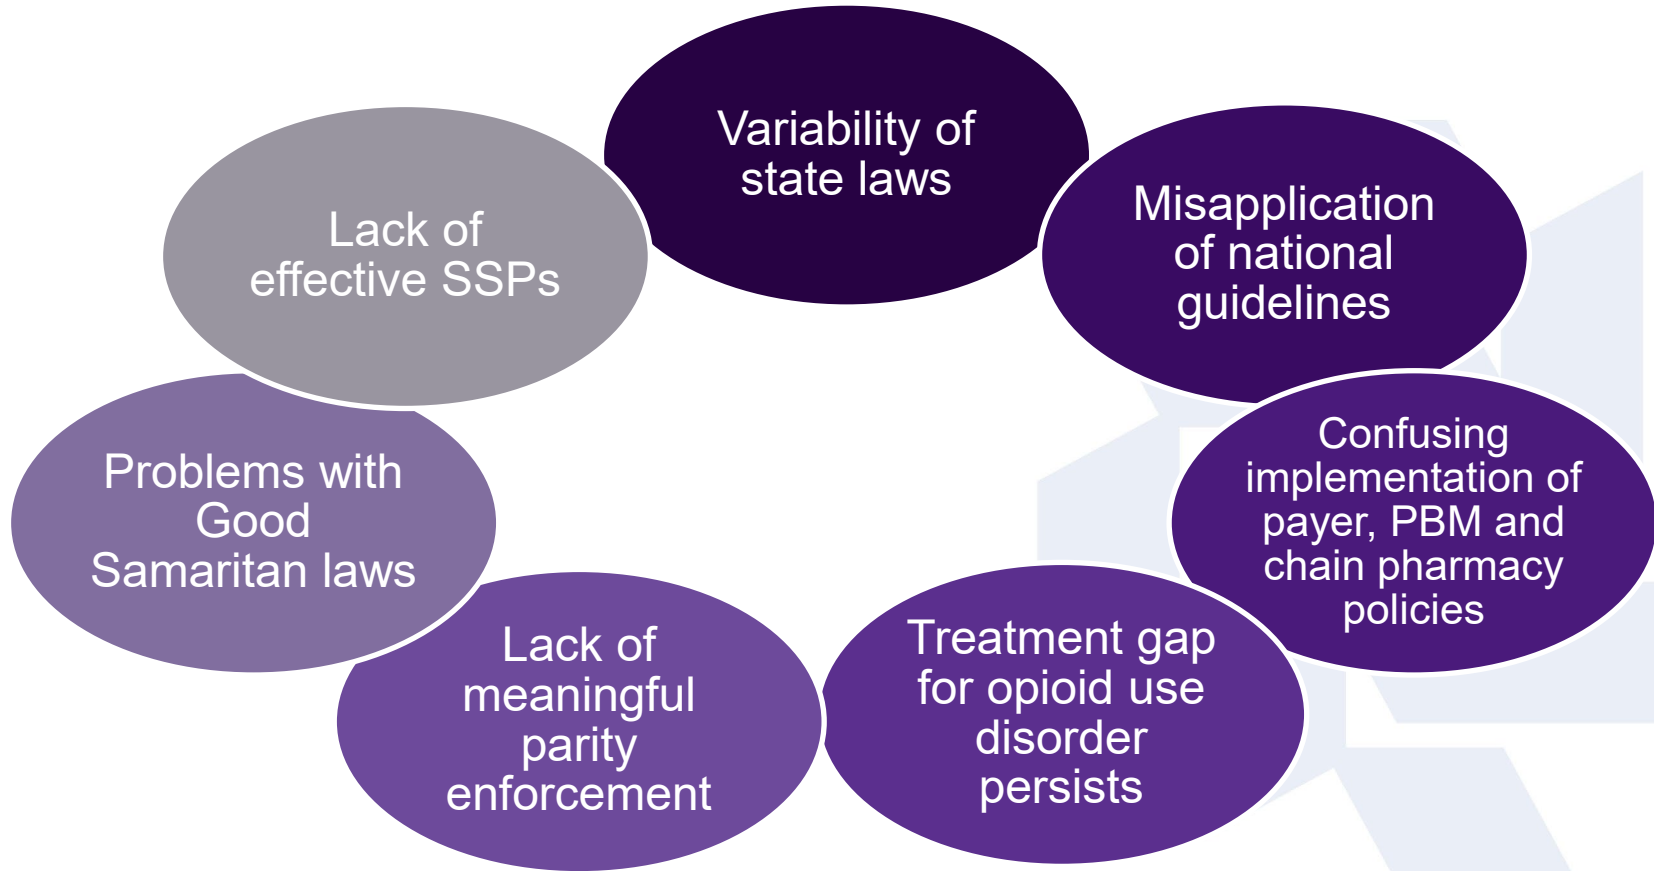 Variability of
state laws
Misapplication
of national
guidelines
Confusing
implementation of
payer, PBM and
chain pharmacy
policies
Treatment gap
for opioid use
disorder
persists
Lack of
meaningful
parity
enforcement
Problems with
Good
Samaritan laws
Lack of
effective SSPs